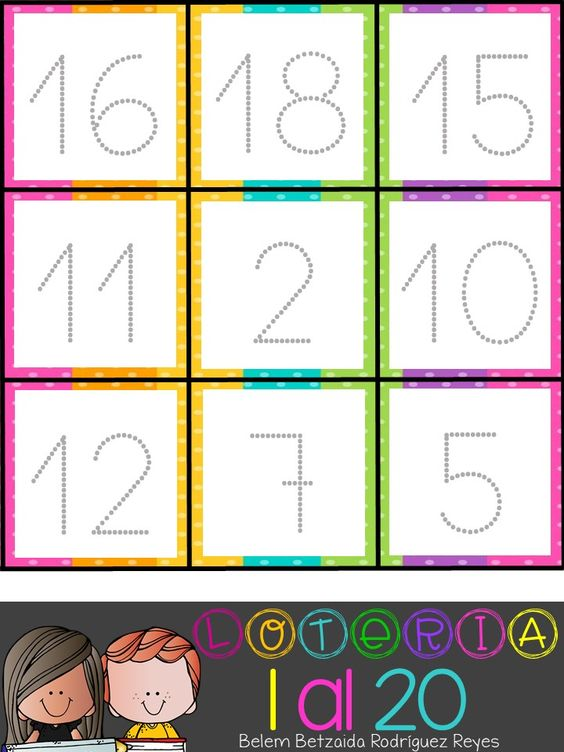 16 18 15
11 2 10
12 7 5
LOTERIA
1 al 20
Belem Betzaida Rodríguez Reyes